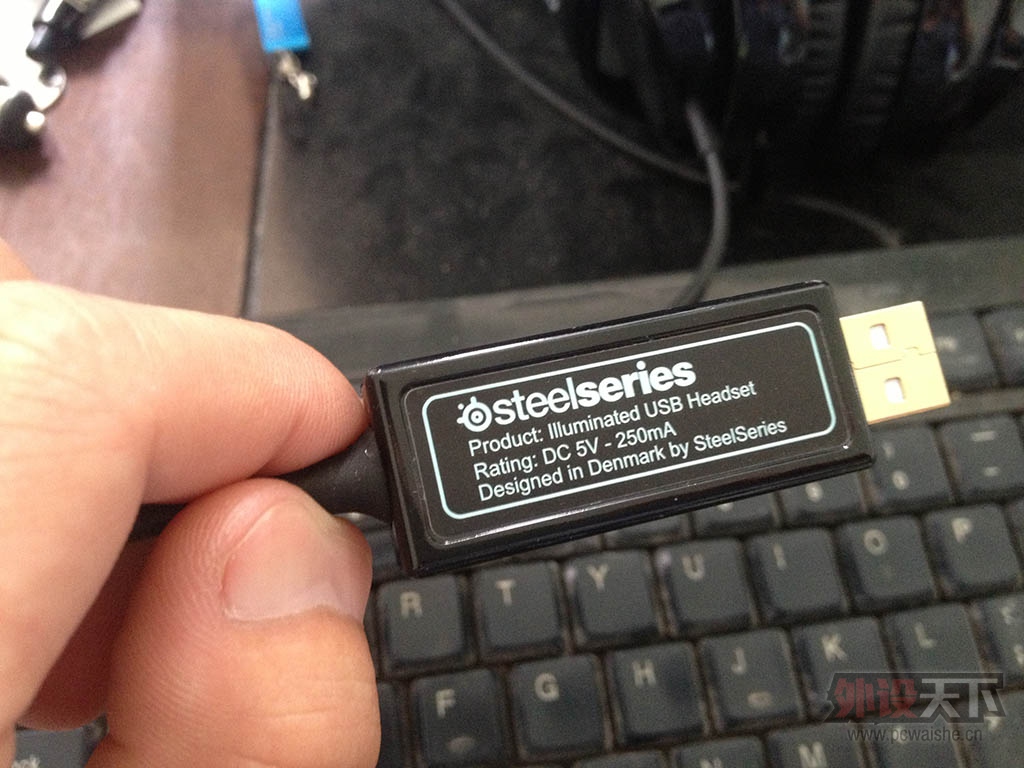 steelseries
Product: Illuminated USB Headset
Rating: DC 5V - 250mA
Designed in Denmark by SteelSeries
R T Y U I O P
F G H J K L
M
外设天下
www.pcwaishe.cn